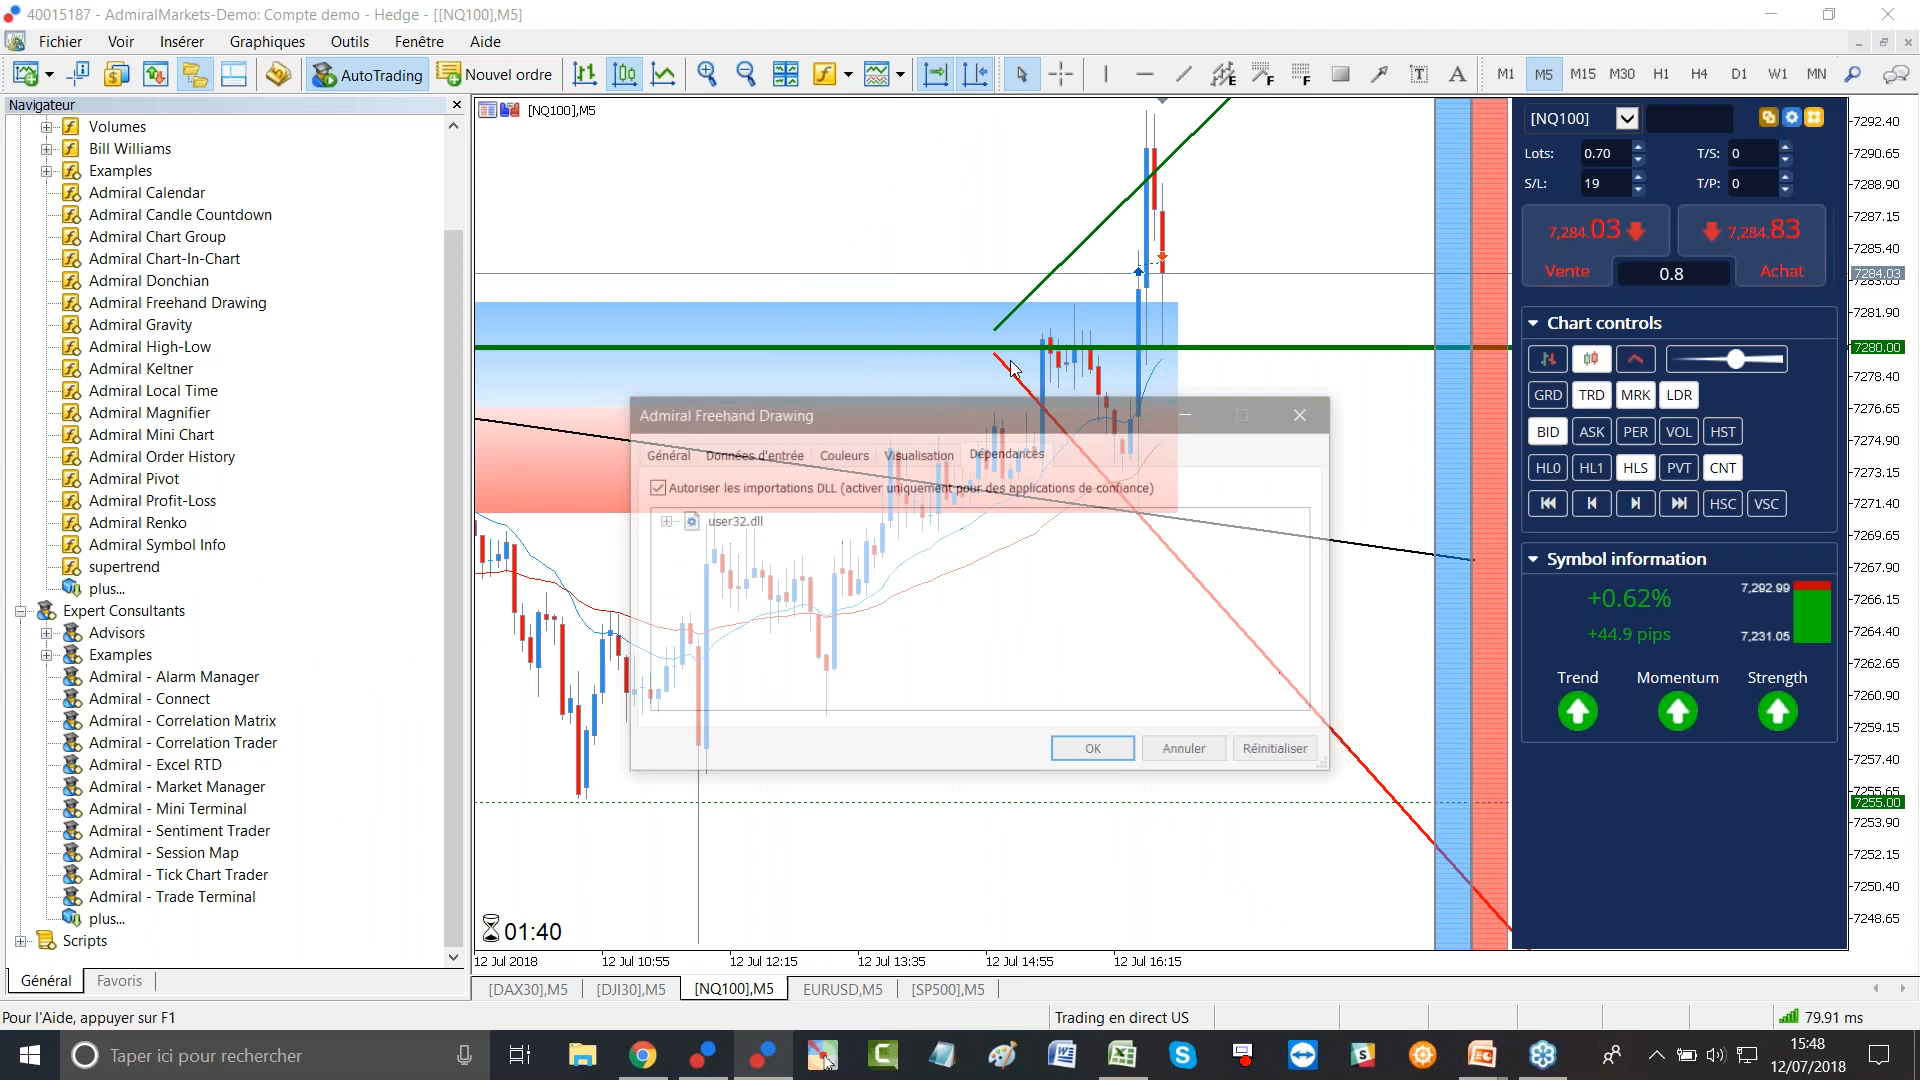 40015187 - AdmiralMarkets-Demo: Compte demo - Hedge - [[NQ100],M5]
Fichier Voir Insérer Graphiques Outils Fenêtre Aide
AutoTrading Nouvel ordre M1 M5 M15 M30 H1 H4 D1 W1 MN
Navigateur
Volumes
Bill Williams
Examples
Admiral Calendar
Admiral Candle Countdown
Admiral Chart Group
Admiral Chart-In-Chart
Admiral Donchian
Admiral Freehand Drawing
Admiral Gravity
Admiral High-Low
Admiral Keltner
Admiral Local Time
Admiral Magnifier
Admiral Mini Chart
Admiral Order History
Admiral Pivot
Admiral Profit-Loss
Admiral Renko
Admiral Symbol Info
supertrend
plus...
Expert Consultants
Advisors
Examples
Admiral - Alarm Manager
Admiral - Connect
Admiral - Correlation Matrix
Admiral - Correlation Trader
Admiral - Excel RTD
Admiral - Market Manager
Admiral - Mini Terminal
Admiral - Sentiment Trader
Admiral - Session Map
Admiral - Tick Chart Trader
Admiral - Trade Terminal
plus...
Scripts
Général Favoris
[NQ100],M5
Admiral Freehand Drawing
Général Données d'entrée Couleurs Visualisation Dépendances
Autoriser les importations DLL (activer uniquement pour des applications de confiance)
user32.dll
OK Annuler Réinitialiser
01:40
12 Jul 2018 12 Jul 10:55 12 Jul 12:15 12 Jul 13:35 12 Jul 14:55 12 Jul 16:15
[DAX30],M5 [DJI30],M5 [NQ100],M5 EURUSD,M5 [SP500],M5
[NQ100]
Lots: 0.70 T/S: 0
S/L: 19 T/P: 0
7,284.03 7,284.83
Vente 0.8 Achat
Chart controls
GRD TRD MRK LDR
BID ASK PER VOL HST
HL0 HL1 HLS PVT CNT
HSC VSC
Symbol information
+0.62% 7,292.99
+44.9 pips 7,231.05
Trend Momentum Strength
7292.40
7290.65
7288.90
7287.15
7285.40
7284.03
7283.65
7281.90
7280.00
7278.40
7276.65
7274.90
7273.15
7271.40
7269.65
7267.90
7266.15
7264.40
7262.65
7260.90
7259.15
7257.40
7255.65
7255.00
7253.90
7252.15
7250.40
7248.65
Pour l'Aide, appuyer sur F1 Trading en direct US 79.91 ms
Taper ici pour rechercher 15:48
12/07/2018